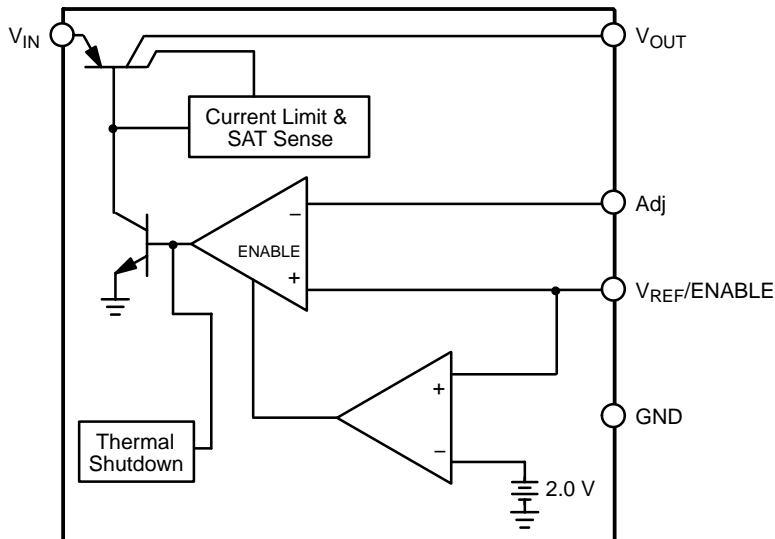 V_IN
V_OUT
Current Limit &
SAT Sense
Adj
−
ENABLE
+
V_REF/ENABLE
+
GND
Thermal
Shutdown
−
2.0 V